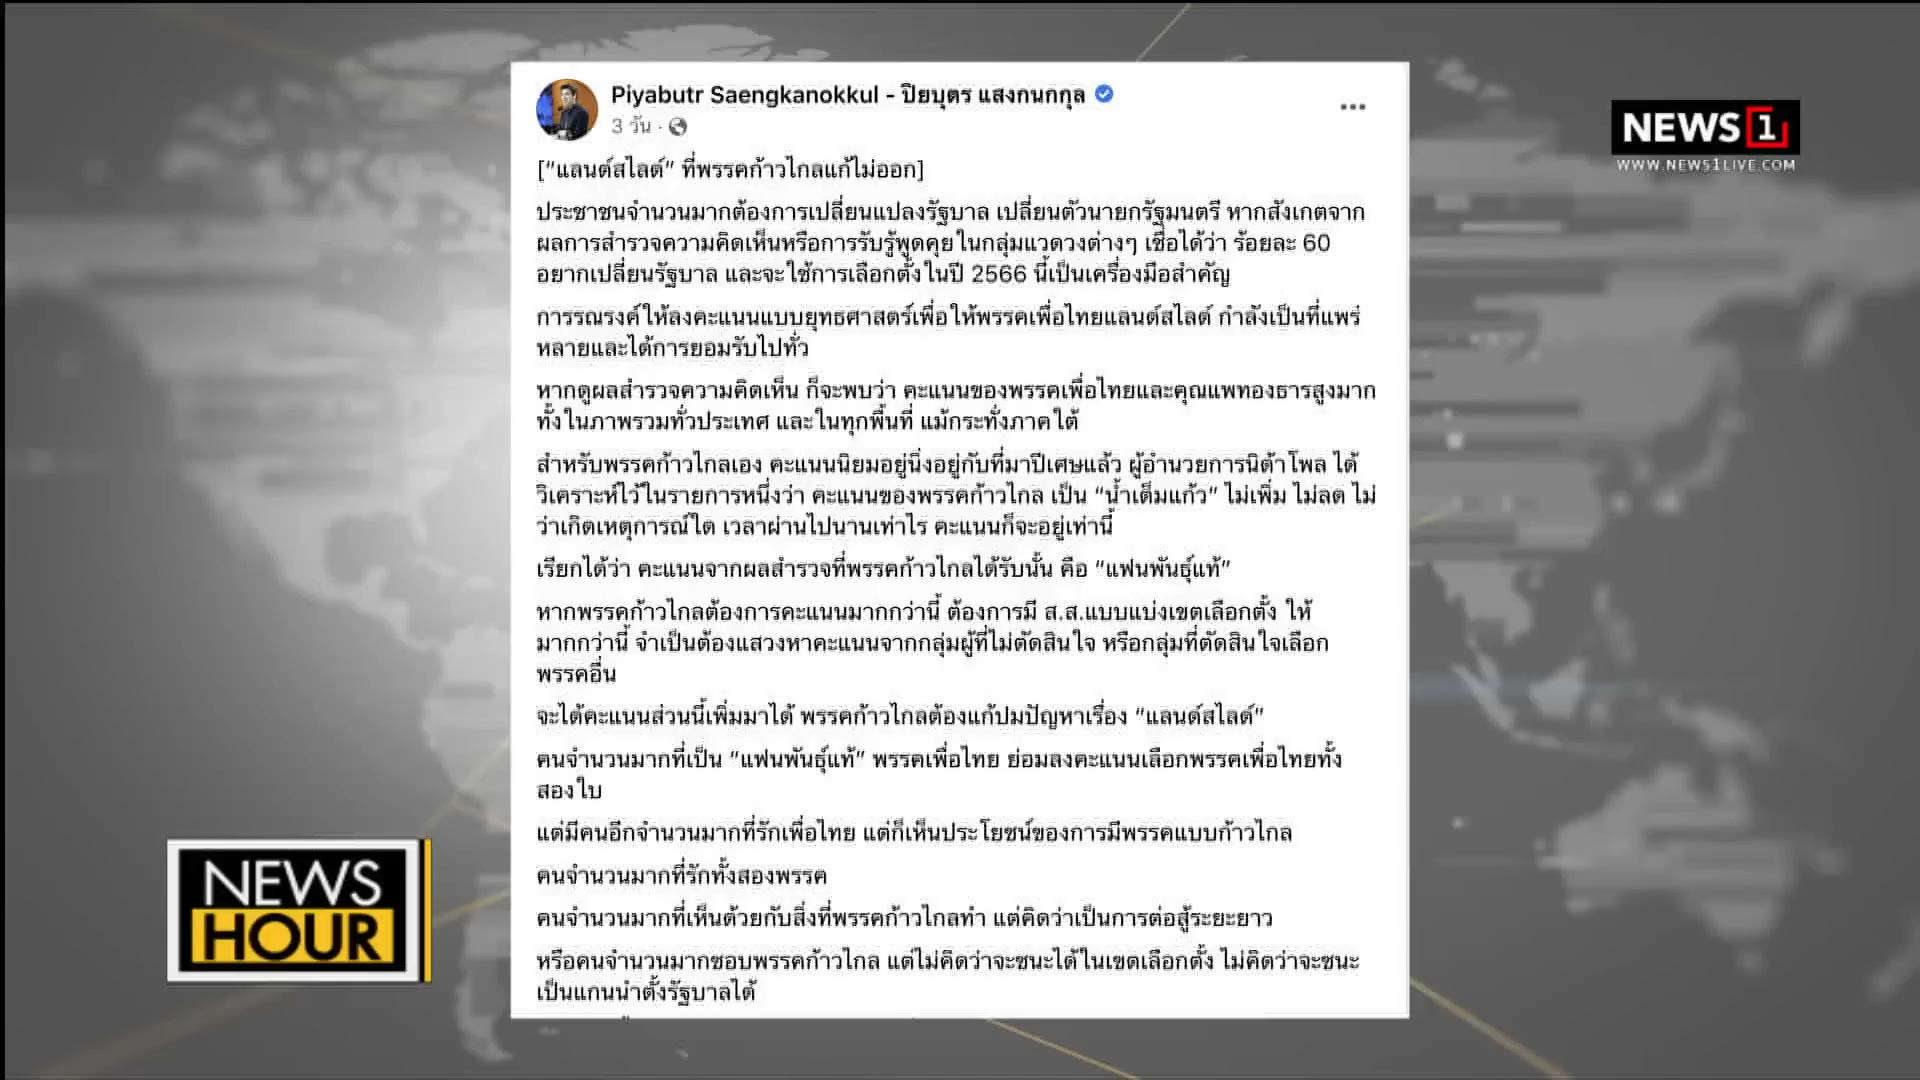 Piyabutr Saengkanokkul - ปิยบุตร แสงกนกกุล
3 วัน ·
NEWS 1
WWW.NEWS1LIVE.COM
["แลนด์สไลด์" ที่พรรคก้าวไกลแก้ไม่ออก]
ประชาชนจำนวนมากต้องการเปลี่ยนแปลงรัฐบาล เปลี่ยนตัวนายกรัฐมนตรี หากสังเกตจาก
ผลการสำรวจความคิดเห็นหรือการรับรู้พูดคุยในกลุ่มแวดวงต่างๆ เชื่อได้ว่า ร้อยละ 60
อยากเปลี่ยนรัฐบาล และจะใช้การเลือกตั้งในปี 2566 นี้เป็นเครื่องมือสำคัญ
การรณรงค์ให้ลงคะแนนแบบยุทธศาสตร์เพื่อให้พรรคเพื่อไทยแลนด์สไลด์ กำลังเป็นที่แพร่
หลายและได้การยอมรับไปทั่ว
หากดูผลสำรวจความคิดเห็น ก็จะพบว่า คะแนนของพรรคเพื่อไทยและคุณแพทองธารสูงมาก
ทั้งในภาพรวมทั่วประเทศ และในทุกพื้นที่ แม้กระทั่งภาคใต้
สำหรับพรรคก้าวไกลเอง คะแนนนิยมอยู่นิ่งอยู่กับที่มาปีเศษแล้ว ผู้อำนวยการนิด้าโพล ได้
วิเคราะห์ไว้ในรายการหนึ่งว่า คะแนนของพรรคก้าวไกล เป็น "น้ำเต็มแก้ว" ไม่เพิ่ม ไม่ลด ไม่
ว่าเกิดเหตุการณ์ใด เวลาผ่านไปนานเท่าไร คะแนนก็จะอยู่เท่านี้
เรียกได้ว่า คะแนนจากผลสำรวจที่พรรคก้าวไกลได้รับนั้น คือ "แฟนพันธุ์แท้"
หากพรรคก้าวไกลต้องการคะแนนมากกว่านี้ ต้องการมี ส.ส.แบบแบ่งเขตเลือกตั้ง ให้
มากกว่านี้ จำเป็นต้องแสวงหาคะแนนจากกลุ่มผู้ที่ไม่ตัดสินใจ หรือกลุ่มที่ตัดสินใจเลือก
พรรคอื่น
จะได้คะแนนส่วนนี้เพิ่มมาได้ พรรคก้าวไกลต้องแก้ปมปัญหาเรื่อง "แลนด์สไลด์"
คนจำนวนมากที่เป็น "แฟนพันธุ์แท้" พรรคเพื่อไทย ย่อมลงคะแนนเลือกพรรคเพื่อไทยทั้ง
สองใบ
แต่มีคนอีกจำนวนมากที่รักเพื่อไทย แต่ก็เห็นประโยชน์ของการมีพรรคแบบก้าวไกล
คนจำนวนมากที่รักทั้งสองพรรค
คนจำนวนมากที่เห็นด้วยกับสิ่งที่พรรคก้าวไกลทำ แต่คิดว่าเป็นการต่อสู้ระยะยาว
หรือคนจำนวนมากชอบพรรคก้าวไกล แต่ไม่คิดว่าจะชนะได้ในเขตเลือกตั้ง ไม่คิดว่าจะชนะ
เป็นแกนนำตั้งรัฐบาลได้
NEWS
HOUR